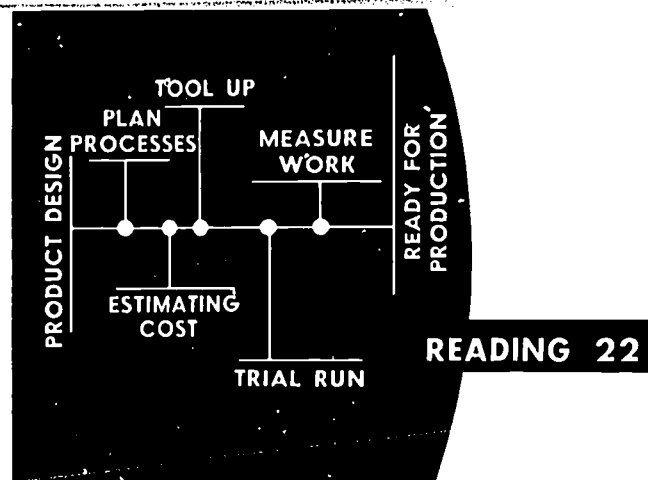 TOOL UP
PLAN
PROCESSES
MEASURE
WORK
PRODUCT DESIGN
READY FOR
PRODUCTION
ESTIMATING
COST
TRIAL RUN
READING 22